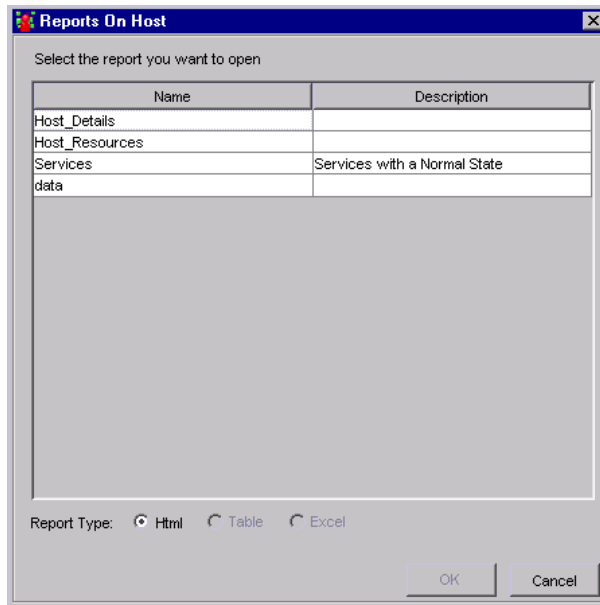 Reports On Host
Select the report you want to open
Name Description
Host_Details
Host_Resources
Services Services with a Normal State
data
Report Type: Html Table Excel
OK Cancel